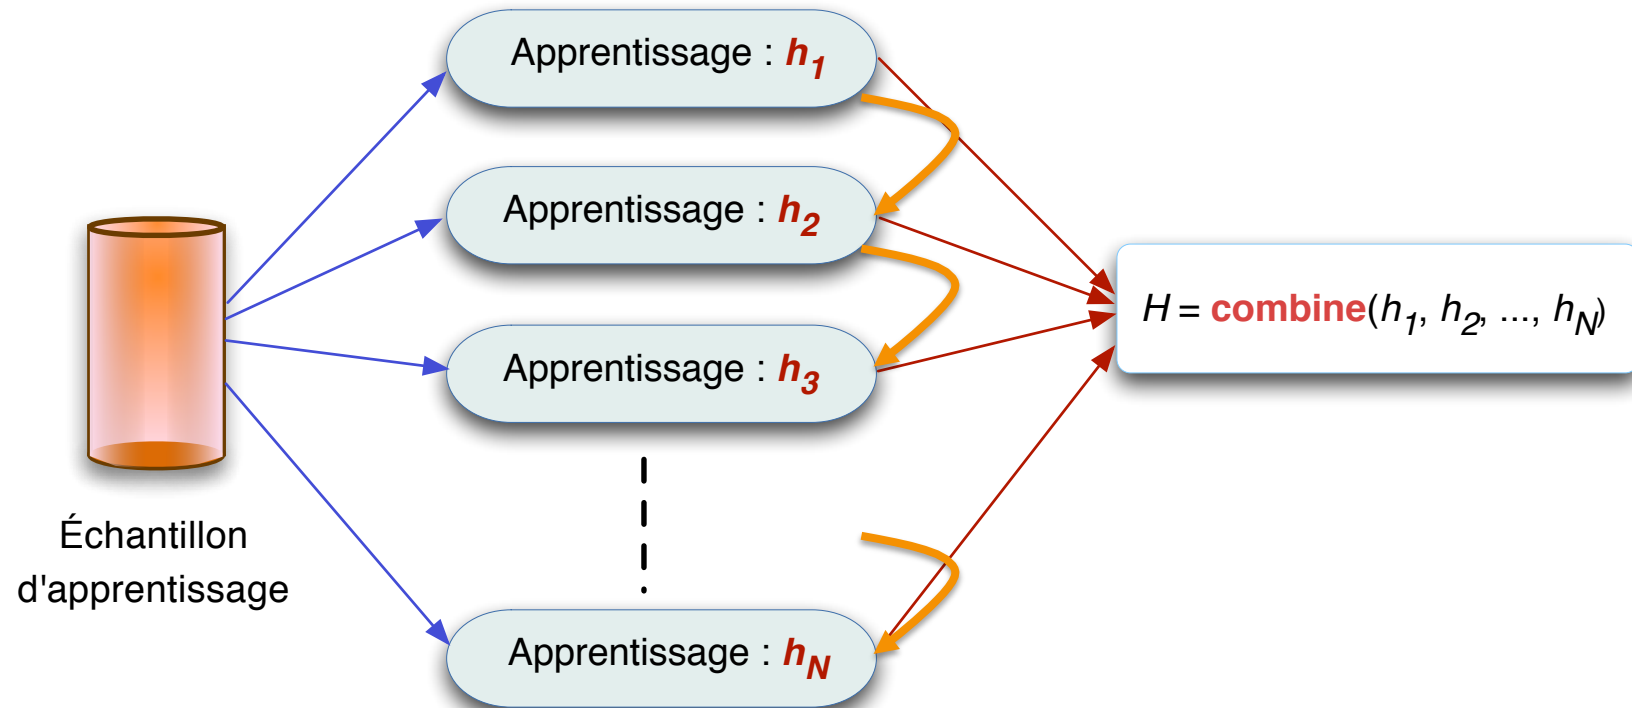 Apprentissage : h1
Apprentissage : h2
Apprentissage : h3
Apprentissage : hN
Échantillon
d'apprentissage
H = combine(h1, h2, ..., hN)